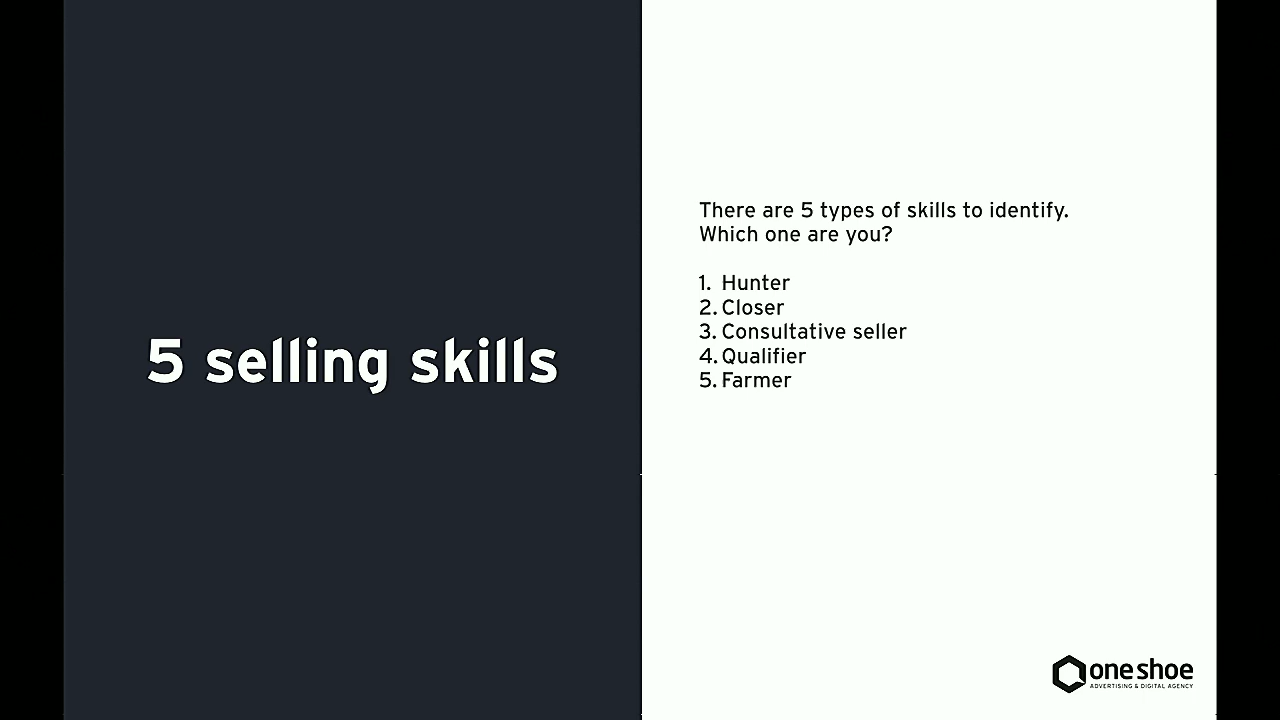 5 selling skills
There are 5 types of skills to identify.
Which one are you?
1. Hunter
2. Closer
3. Consultative seller
4. Qualifier
5. Farmer
one shoe
ADVERTISING & DIGITAL AGENCY